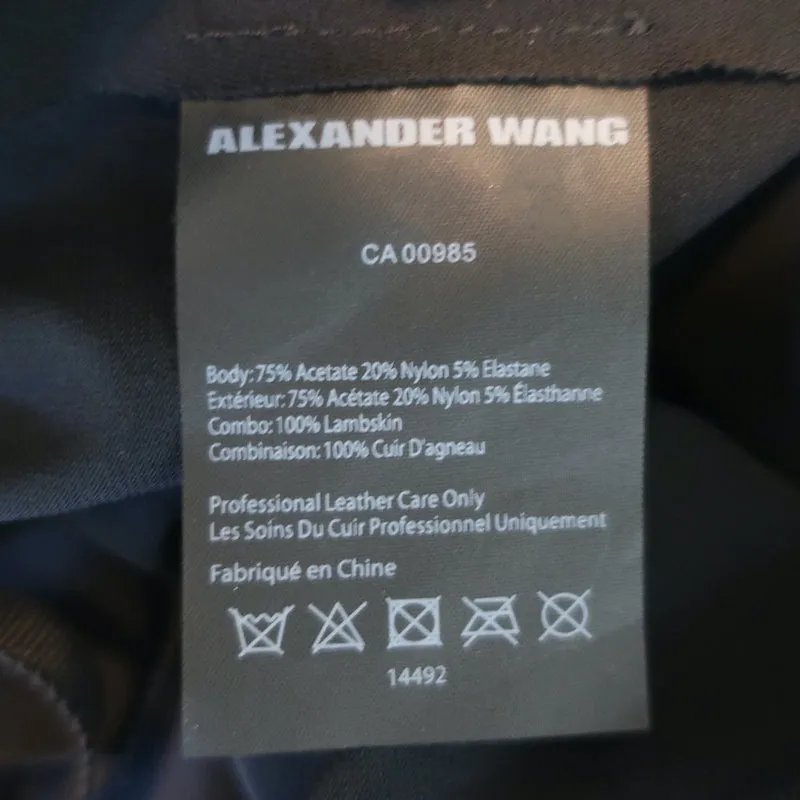 ALEXANDER WANG
CA 00985
Body: 75% Acetate 20% Nylon 5% Elastane
Extérieur: 75% Acétate 20% Nylon 5% Élasthanne
Combo: 100% Lambskin
Combinaison: 100% Cuir D'agneau
Professional Leather Care Only
Les Soins Du Cuir Professionnel Uniquement
Fabriqué en Chine
14492